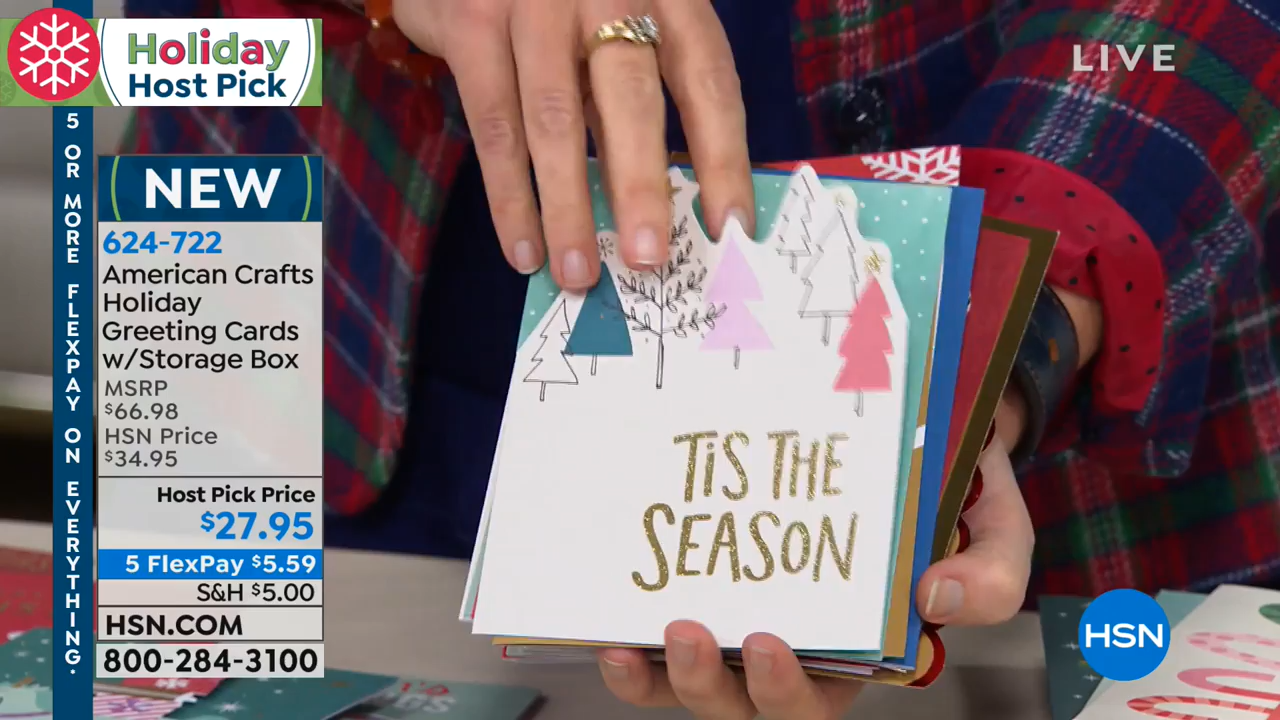 Holiday
Host Pick
LIVE
5 OR MORE FLEXPAY ON EVERYTHING.
NEW
624-722
American Crafts
Holiday
Greeting Cards
w/Storage Box
MSRP
$66.98
HSN Price
$34.95
Host Pick Price
$27.95
5 FlexPay $5.59
S&H $5.00
HSN.COM
800-284-3100
TiS THE
SEASON
HSN